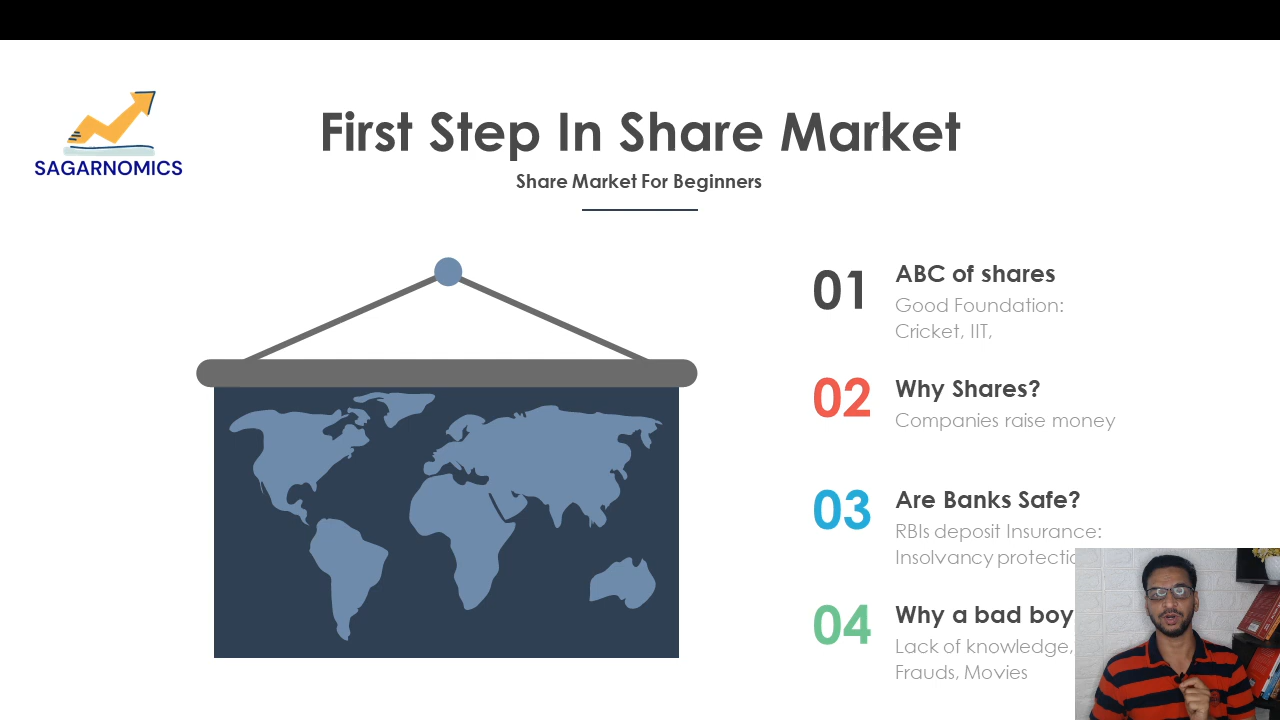 SAGARNOMICS
First Step In Share Market
Share Market For Beginners
01
ABC of shares
Good Foundation:
Cricket, IIT,
02
Why Shares?
Companies raise money
03
Are Banks Safe?
RBIs deposit Insurance:
Insolvancy protectio
04
Why a bad boy
Lack of knowledge,
Frauds, Movies